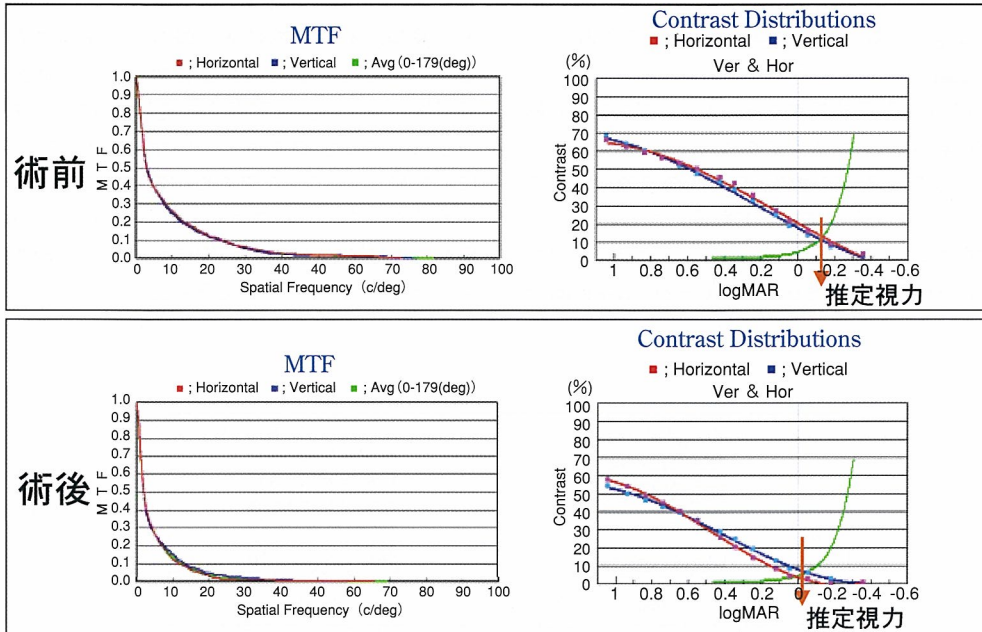 術前
MTF
; Horizontal ; Vertical ; Avg (0-179(deg))
MTF
1.0
0.9
0.8
0.7
0.6
0.5
0.4
0.3
0.2
0.1
0.0
0 10 20 30 40 50 60 70 80 90 100
Spatial Frequency (c/deg)
Contrast Distributions
; Horizontal ; Vertical
(%)
Ver & Hor
Contrast
100
90
80
70
60
50
40
30
20
10
0
1 0.8 0.6 0.4 0.2 0 -0.2 -0.4 -0.6
logMAR
推定視力
術後
MTF
; Horizontal ; Vertical ; Avg (0-179(deg))
MTF
1.0
0.9
0.8
0.7
0.6
0.5
0.4
0.3
0.2
0.1
0.0
0 10 20 30 40 50 60 70 80 90 100
Spatial Frequency (c/deg)
Contrast Distributions
; Horizontal ; Vertical
(%)
Ver & Hor
Contrast
100
90
80
70
60
50
40
30
20
10
0
1 0.8 0.6 0.4 0.2 0 -0.2 -0.4 -0.6
logMAR
推定視力